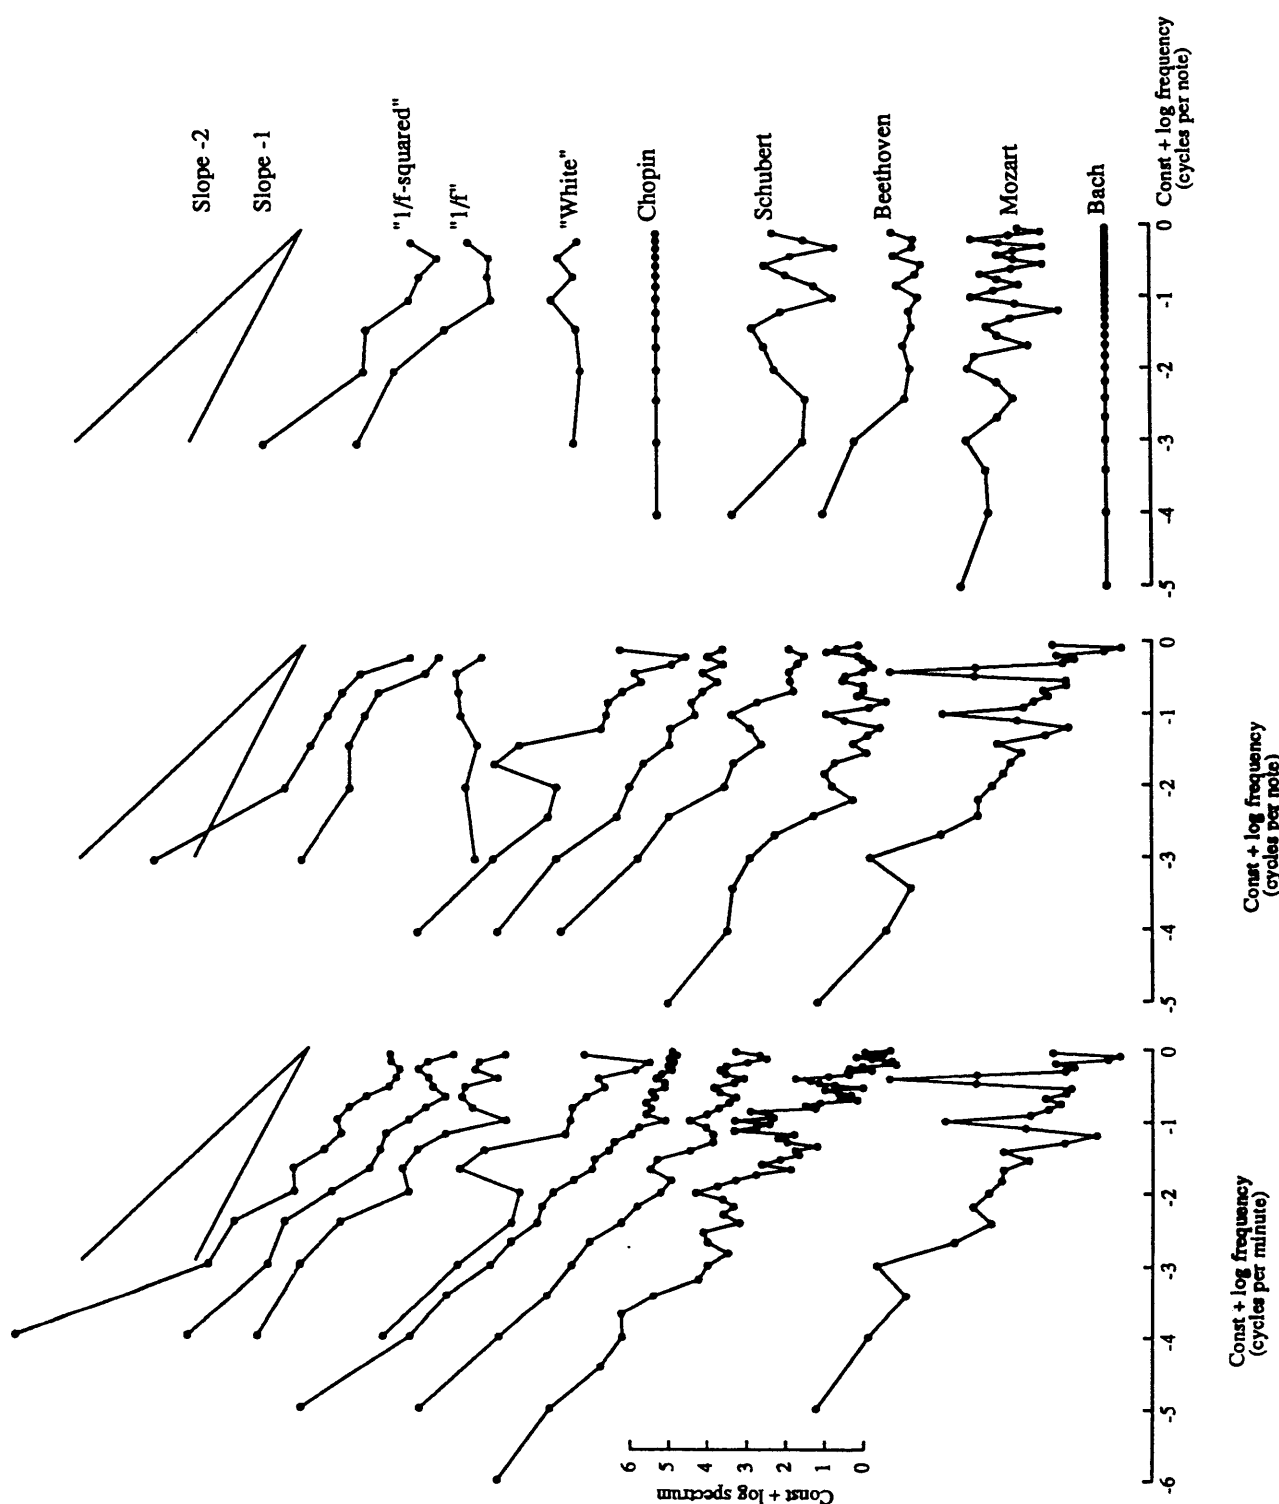 Slope -2
Slope -1
"1/f-squared"
"1/f"
"White"
Chopin
Schubert
Beethoven
Mozart
Bach
0
-1
-2
-3
-4
-5
Const + log frequency
(cycles per note)
0
-1
-2
-3
-4
-5
Const + log frequency
(cycles per note)
0
-1
-2
-3
-4
-5
-6
Const + log frequency
(cycles per minute)
6
5
4
3
2
1
0
Const + log spectrum